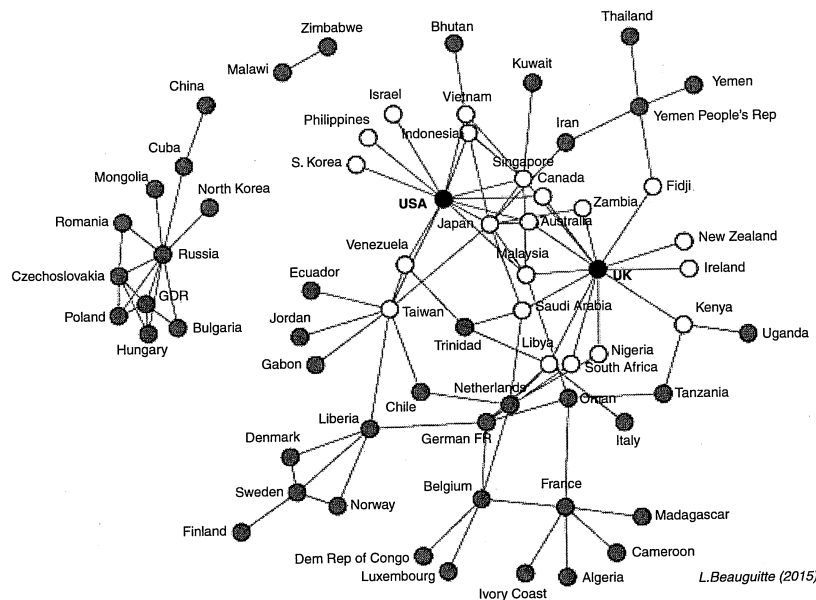 Zimbabwe
Thailand
Bhutan
Malawi
Kuwait
China
Yemen
Israel
Vietnam
Yemen People's Rep
Philippines
Indonesia
Iran
Cuba
S. Korea
Singapore
Mongolia
Canada
Fidji
North Korea
USA
Zambia
Romania
Japan
Australia
New Zealand
Russia
Venezuela
Malaysia
Czechoslovakia
Ecuador
UK
Ireland
GDR
Taiwan
Saudi Arabia
Kenya
Poland
Jordan
Bulgaria
Trinidad
Uganda
Hungary
Libya
Nigeria
Gabon
South Africa
Netherlands
Chile
Oman
Tanzania
Liberia
Denmark
German FR
Italy
Sweden
Belgium
France
Norway
Madagascar
Finland
Dem Rep of Congo
Cameroon
Luxembourg
Algeria
Ivory Coast
L.Beauguitte (2015)